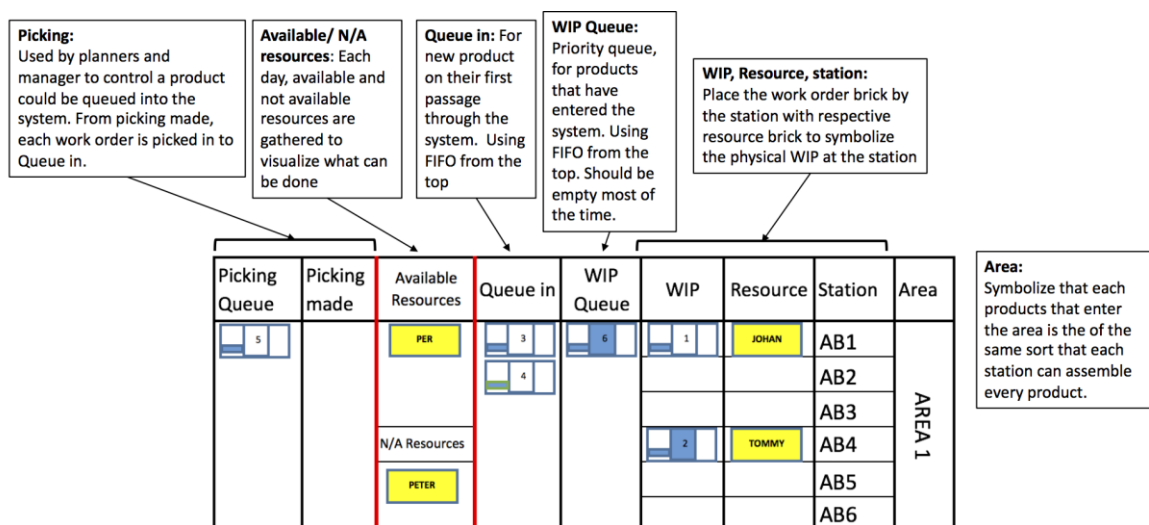 Picking:
Used by planners and
manager to control a product
could be queued into the
system. From picking made,
each work order is picked in to
Queue in.
Available/ N/A
resources: Each
day, available and
not available
resources are
gathered to
visualize what can
be done
Queue in: For
new product
on their first
passage
through the
system. Using
FIFO from the
top
WIP Queue:
Priority queue,
for products
that have
entered the
system. Using
FIFO from the
top. Should be
empty most of
the time.
WIP, Resource, station:
Place the work order brick by
the station with respective
resource brick to symbolize
the physical WIP at the station
Area:
Symbolize that each
products that enter
the area is the of the
same sort that each
station can assemble
every product.
Picking
Queue
Picking
made
Available
Resources
Queue in
WIP
Queue
WIP
Resource
Station
Area
5
PER
3
6
1
JOHAN
AB1
4
AB2
AB3
N/A Resources
2
TOMMY
AB4
PETER
AB5
AB6
AREA 1